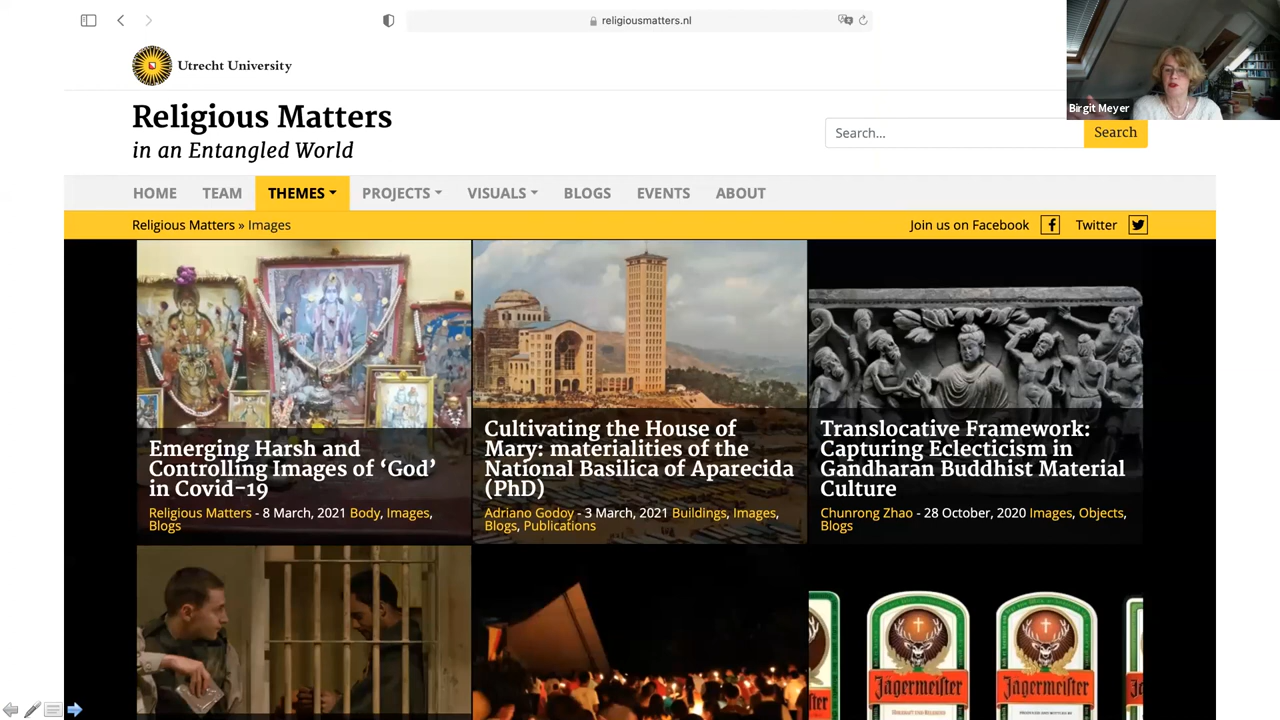 religiousmatters.nl
Utrecht University
Birgit Meyer
Religious Matters
in an Entangled World
Search...
Search
HOME TEAM THEMES PROJECTS VISUALS BLOGS EVENTS ABOUT
Religious Matters » Images
Join us on Facebook Twitter
Emerging Harsh and
Controlling Images of ‘God’
in Covid-19
Religious Matters - 8 March, 2021 Body, Images,
Blogs
Cultivating the House of
Mary: materialities of the
National Basilica of Aparecida
(PhD)
Adriano Godoy - 3 March, 2021 Buildings, Images,
Blogs, Publications
Translocative Framework:
Capturing Eclecticism in
Gandharan Buddhist Material
Culture
Chunrong Zhao - 28 October, 2020 Images, Objects,
Blogs
Jägermeister
Jägermeister